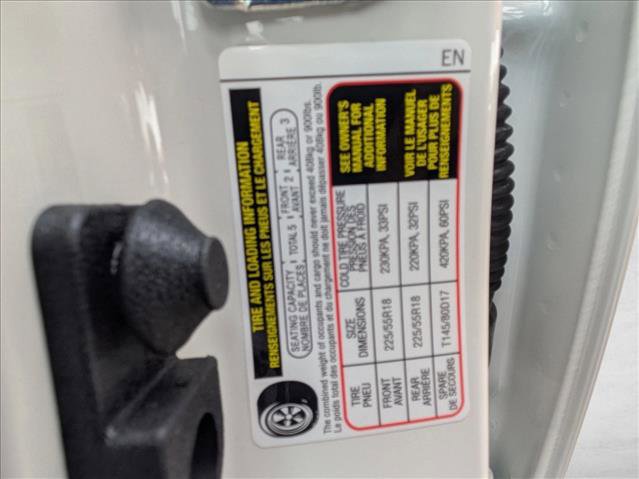 EN
TIRE AND LOADING INFORMATION
RENSEIGNEMENTS SUR LES PNEUS ET LE CHARGEMENT
SEATING CAPACITY TOTAL 5 FRONT 2 REAR 3
NOMBRE DE PLACES AVANT ARRIÈRE
The combined weight of occupants and cargo should never exceed 408kg or 900lbs.
Le poids total des occupants et du chargement ne doit jamais dépasser 408kg ou 900lb.
TIRE SIZE COLD TIRE PRESSURE
PNEU DIMENSIONS PRESSION DES
PNEUS À FROID
FRONT 225/55R18 230KPA, 33PSI
AVANT
REAR 225/55R18 220KPA, 32PSI
ARRIÈRE
SPARE T145/80D17 420KPA, 60PSI
DE SECOURS
SEE OWNER'S
MANUAL FOR
ADDITIONAL
INFORMATION
VOIR LE MANUEL
DE L'USAGER
POUR PLUS DE
RENSEIGNEMENTS